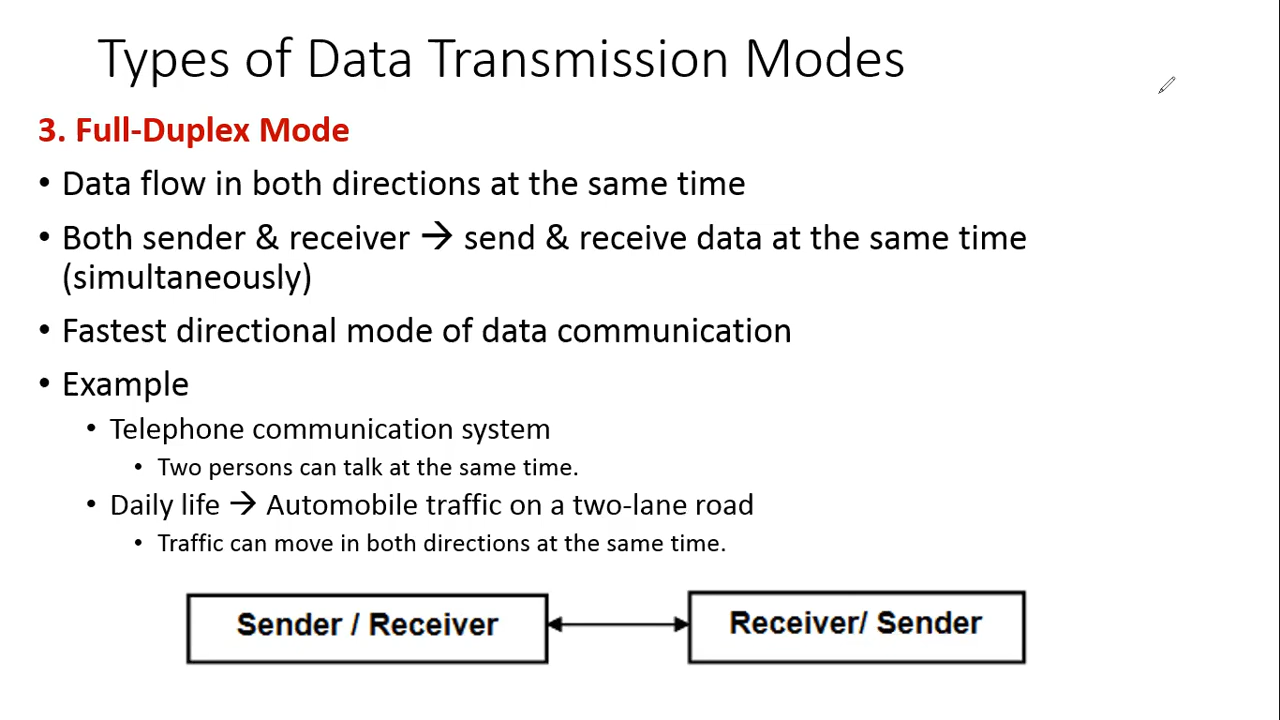 Types of Data Transmission Modes
3. Full-Duplex Mode
• Data flow in both directions at the same time
• Both sender & receiver → send & receive data at the same time
(simultaneously)
• Fastest directional mode of data communication
• Example
• Telephone communication system
• Two persons can talk at the same time.
• Daily life → Automobile traffic on a two-lane road
• Traffic can move in both directions at the same time.
Sender / Receiver
Receiver/ Sender